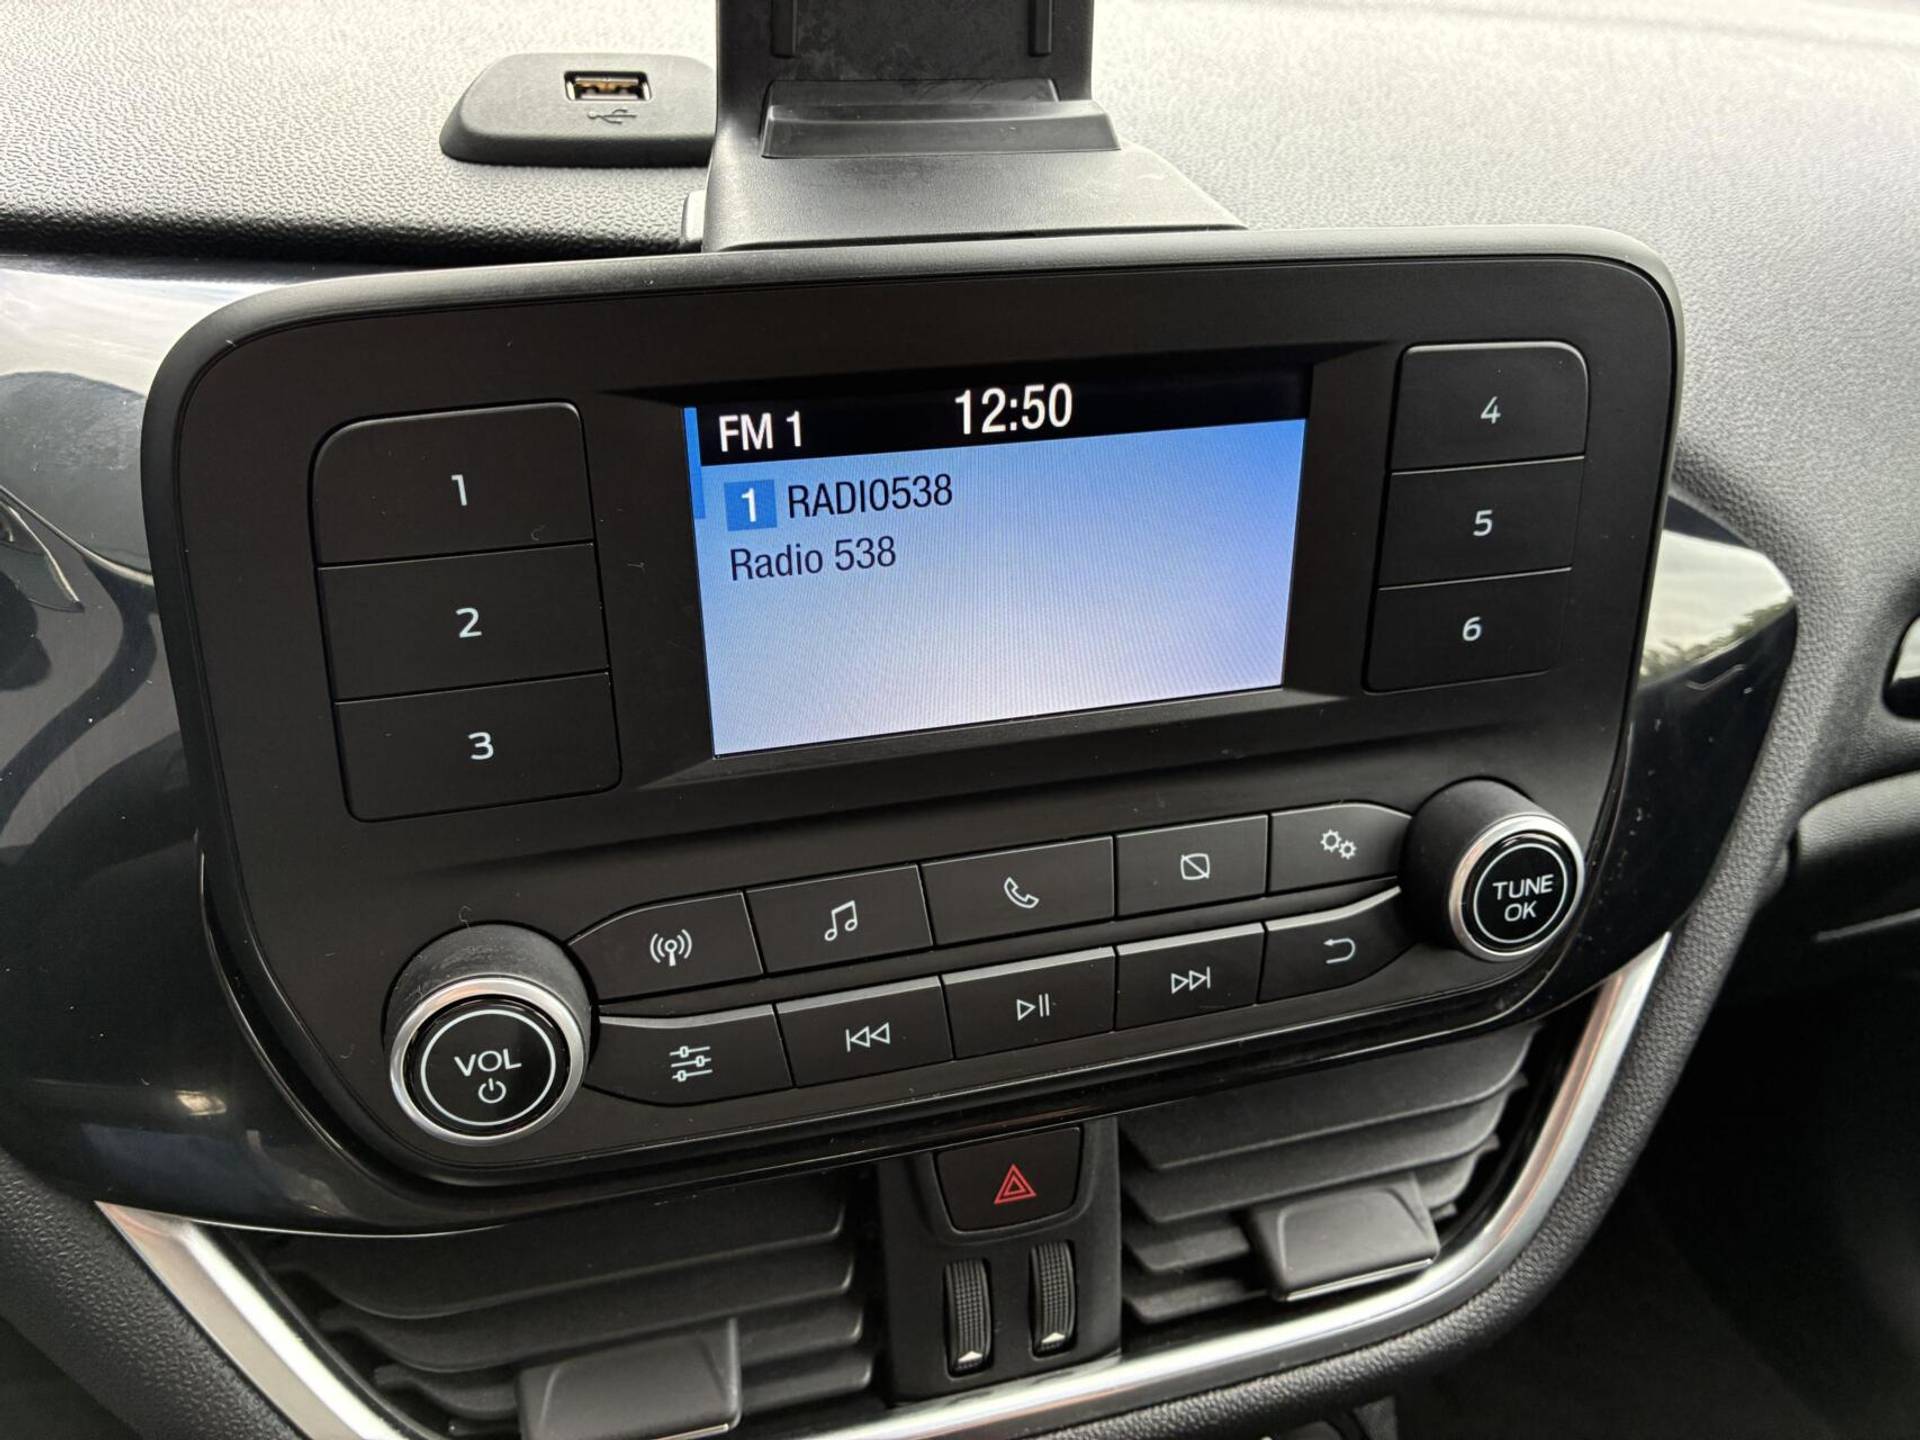 FM 1 12:50
1 RADIO538
Radio 538
1
2
3
4
5
6
VOL
TUNE
OK